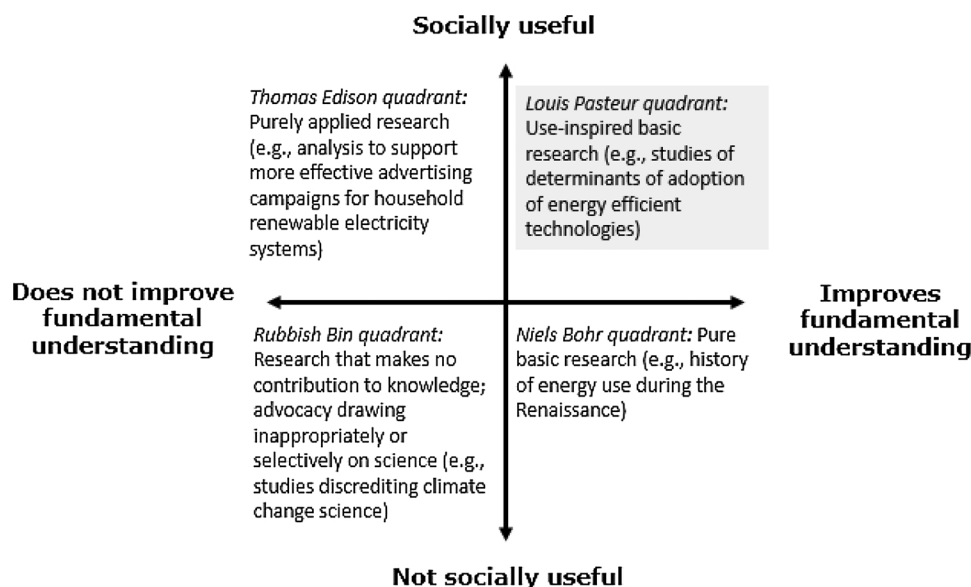 Socially useful
Thomas Edison quadrant:
Purely applied research
(e.g., analysis to support
more effective advertising
campaigns for household
renewable electricity
systems)
Louis Pasteur quadrant:
Use-inspired basic
research (e.g., studies of
determinants of adoption
of energy efficient
technologies)
Does not improve
fundamental
understanding
Improves
fundamental
understanding
Rubbish Bin quadrant:
Research that makes no
contribution to knowledge;
advocacy drawing
inappropriately or
selectively on science (e.g.,
studies discrediting climate
change science)
Niels Bohr quadrant: Pure
basic research (e.g., history
of energy use during the
Renaissance)
Not socially useful